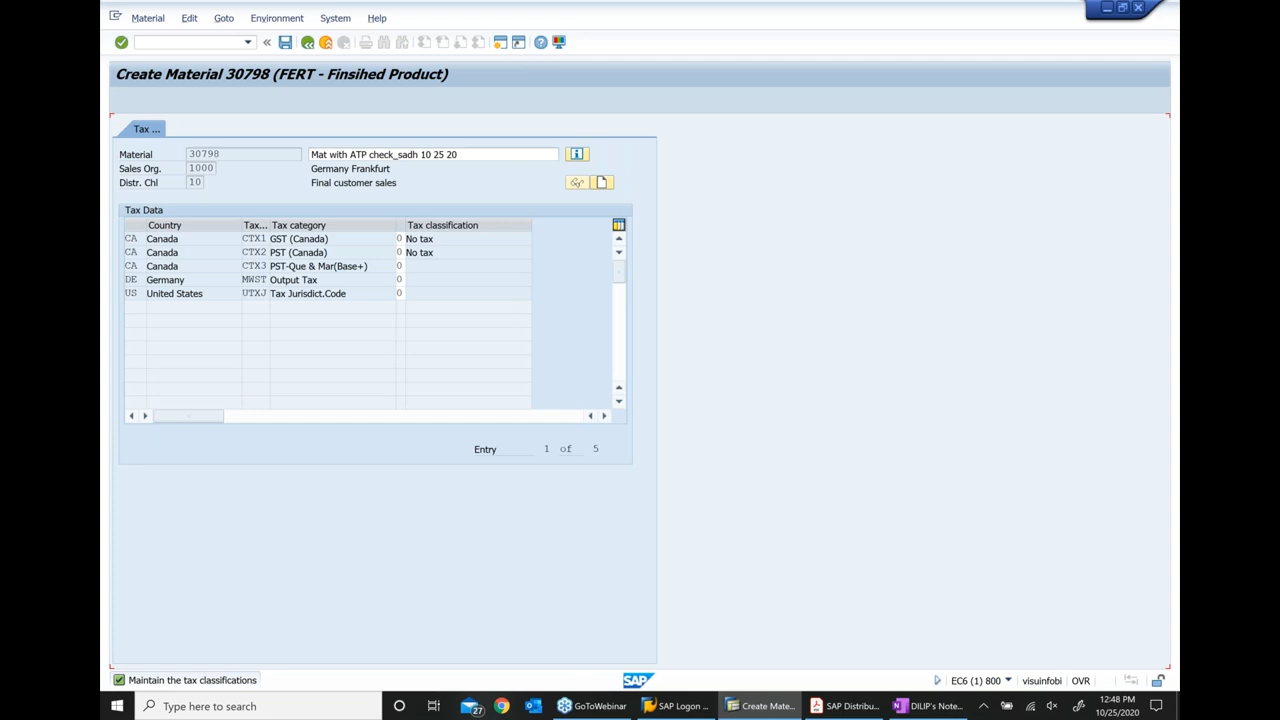 Material Edit Goto Environment System Help
Create Material 30798 (FERT - Finsihed Product)
Tax ...
Material 30798 Mat with ATP check_sadh 10 25 20
Sales Org. 1000 Germany Frankfurt
Distr. Chl 10 Final customer sales
Tax Data
Country Tax... Tax category Tax classification
CA Canada CTX1 GST (Canada) 0 No tax
CA Canada CTX2 PST (Canada) 0 No tax
CA Canada CTX3 PST-Que & Mar(Base+) 0
DE Germany MWST Output Tax 0
US United States UTXJ Tax Jurisdict.Code 0
Entry 1 of 5
Maintain the tax classifications
SAP
EC6 (1) 800 visuinfobi OVR
Type here to search
27
GoToWebinar
SAP Logon ...
Create Mate...
SAP Distribu...
DILIP's Note...
12:48 PM
10/25/2020